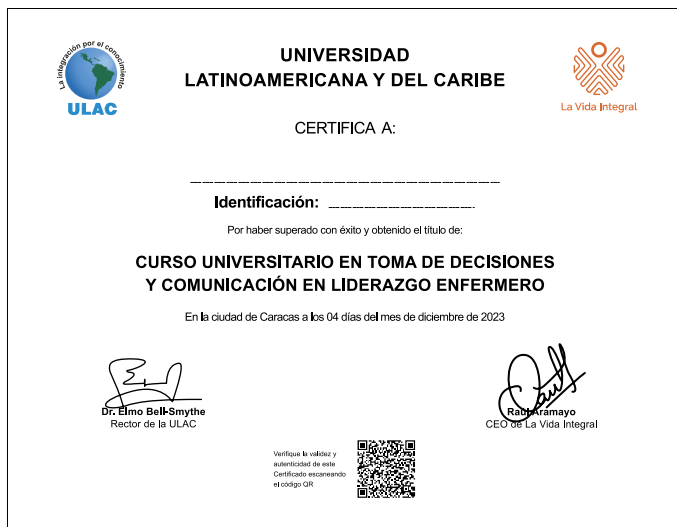 La integración por el conocimiento
ULAC
UNIVERSIDAD
LATINOAMERICANA Y DEL CARIBE
La Vida Integral
CERTIFICA A:
Identificación:
Por haber superado con éxito y obtenido el título de:
CURSO UNIVERSITARIO EN TOMA DE DECISIONES
Y COMUNICACIÓN EN LIDERAZGO ENFERMERO
En la ciudad de Caracas a los 04 días del mes de diciembre de 2023
Dr. Elmo Bell-Smythe
Rector de la ULAC
Raúl Aramayo
CEO de La Vida Integral
Verifique la validez y
autenticidad de este
Certificado escaneando
el código QR